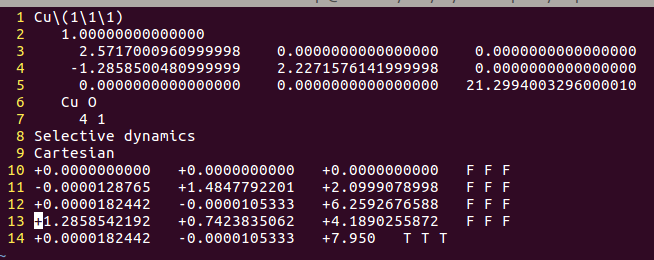 1 Cu\(1\1\1)
2 1.00000000000000
3 2.5717000960999998 0.0000000000000000 0.0000000000000000
4 -1.2858500480999999 2.2271576141999998 0.0000000000000000
5 0.0000000000000000 0.0000000000000000 21.2994003296000010
6 Cu O
7 4 1
8 Selective dynamics
9 Cartesian
10 +0.0000000000 +0.0000000000 +0.0000000000 F F F
11 -0.0000128765 +1.4847792201 +2.0999078998 F F F
12 +0.0000182442 -0.0000105333 +6.2592676588 F F F
13 +1.2858542192 +0.7423835062 +4.1890255872 F F F
14 +0.0000182442 -0.0000105333 +7.950 T T T
~